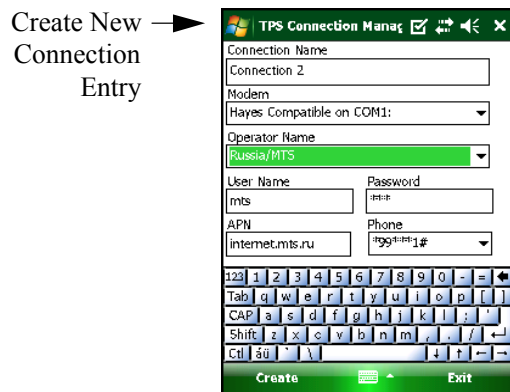 Create New
Connection
Entry
TPS Connection Manag
Connection Name
Connection 2
Modem
Hayes Compatible on COM1:
Operator Name
Russia/MTS
User Name Password
mts ***
APN Phone
internet.mts.ru *99***1#
123 1 2 3 4 5 6 7 8 9 0 - =
Tab q w e r t y u i o p [ ]
CAP a s d f g h j k l ; '
Shift z x c v b n m , . /
Ctl áü ` \
Create Exit